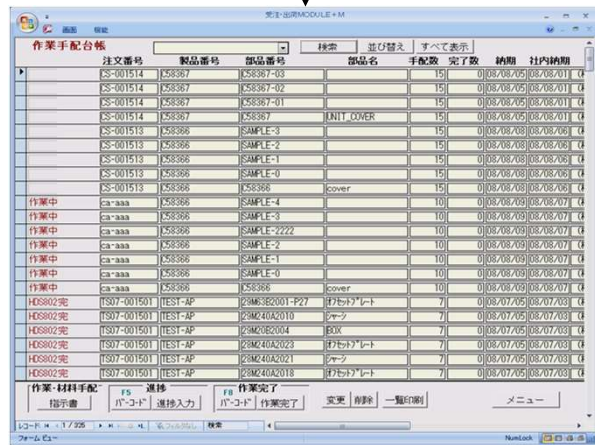 受注・出荷MODULE+M
画面 機能
作業手配台帳 検索 並び替え すべて表示
注文番号 製品番号 部品番号 部品名 手配数 完了数 納期 社内納期
CS-001514 C58367 C58367-03 15 0 08/08/05 08/08/01
CS-001514 C58367 C58367-02 15 0 08/08/05 08/08/01
CS-001514 C58367 C58367-01 15 0 08/08/05 08/08/01
CS-001514 C58367 C58367 UNIT_COVER 15 0 08/08/05 08/08/01
CS-001513 C58366 SAMPLE-3 15 0 08/08/06 08/08/06
CS-001513 C58366 SAMPLE-2 15 0 08/08/06 08/08/06
CS-001513 C58366 SAMPLE-1 15 0 08/08/06 08/08/06
CS-001513 C58366 SAMPLE-0 15 0 08/08/06 08/08/06
CS-001513 C58366 C58366 cover 15 0 08/08/06 08/08/06
作業中 ca-aaa C58366 SAMPLE-4 10 0 08/08/09 08/08/07
作業中 ca-aaa C58366 SAMPLE-3 10 0 08/08/09 08/08/07
作業中 ca-aaa C58366 SAMPLE-2222 10 0 08/08/09 08/08/07
作業中 ca-aaa C58366 SAMPLE-2 10 0 08/08/09 08/08/07
作業中 ca-aaa C58366 SAMPLE-1 10 0 08/08/09 08/08/07
作業中 ca-aaa C58366 SAMPLE-0 10 0 08/08/09 08/08/07
作業中 ca-aaa C58366 C58366 cover 10 0 08/08/09 08/08/07
HDS802完 TS07-001501 TEST-AP 29M63B2001-P27 ｵﾌｾｯﾄﾌﾟﾚｰﾄ 7 0 08/07/05 08/07/03
HDS802完 TS07-001501 TEST-AP 29M240A2010 ｼｬｰｼ 7 0 08/07/05 08/07/03
HDS802完 TS07-001501 TEST-AP 29M20B2004 BOX 7 0 08/07/05 08/07/03
HDS802完 TS07-001501 TEST-AP 28M240A2023 ｵﾌｾｯﾄﾌﾟﾚｰﾄ 7 0 08/07/05 08/07/03
HDS802完 TS07-001501 TEST-AP 28M240A2021 ｼｬｰｼ 7 0 08/07/05 08/07/03
HDS802完 TS07-001501 TEST-AP 28M240A2018 ｵﾌｾｯﾄﾌﾟﾚｰﾄ 7 0 08/07/05 08/07/03
作業・材料手配 F5 進捗 F8 作業完了
指示書 ﾊﾞｰｺｰﾄﾞ 進捗入力 ﾊﾞｰｺｰﾄﾞ 作業完了 変更 削除 一覧印刷 メニュー
レコード: 1 / 335 フィルタなし 検索
フォーム ビュー NumLock